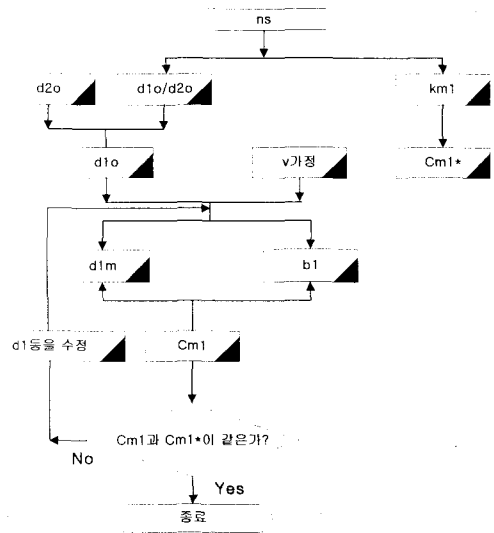 ns
d2o
d1o/d2o
km1
d1o
ν가정
Cm1*
d1m
b1
d1등을 수정
Cm1
Cm1과 Cm1*이 같은가?
No
Yes
종료